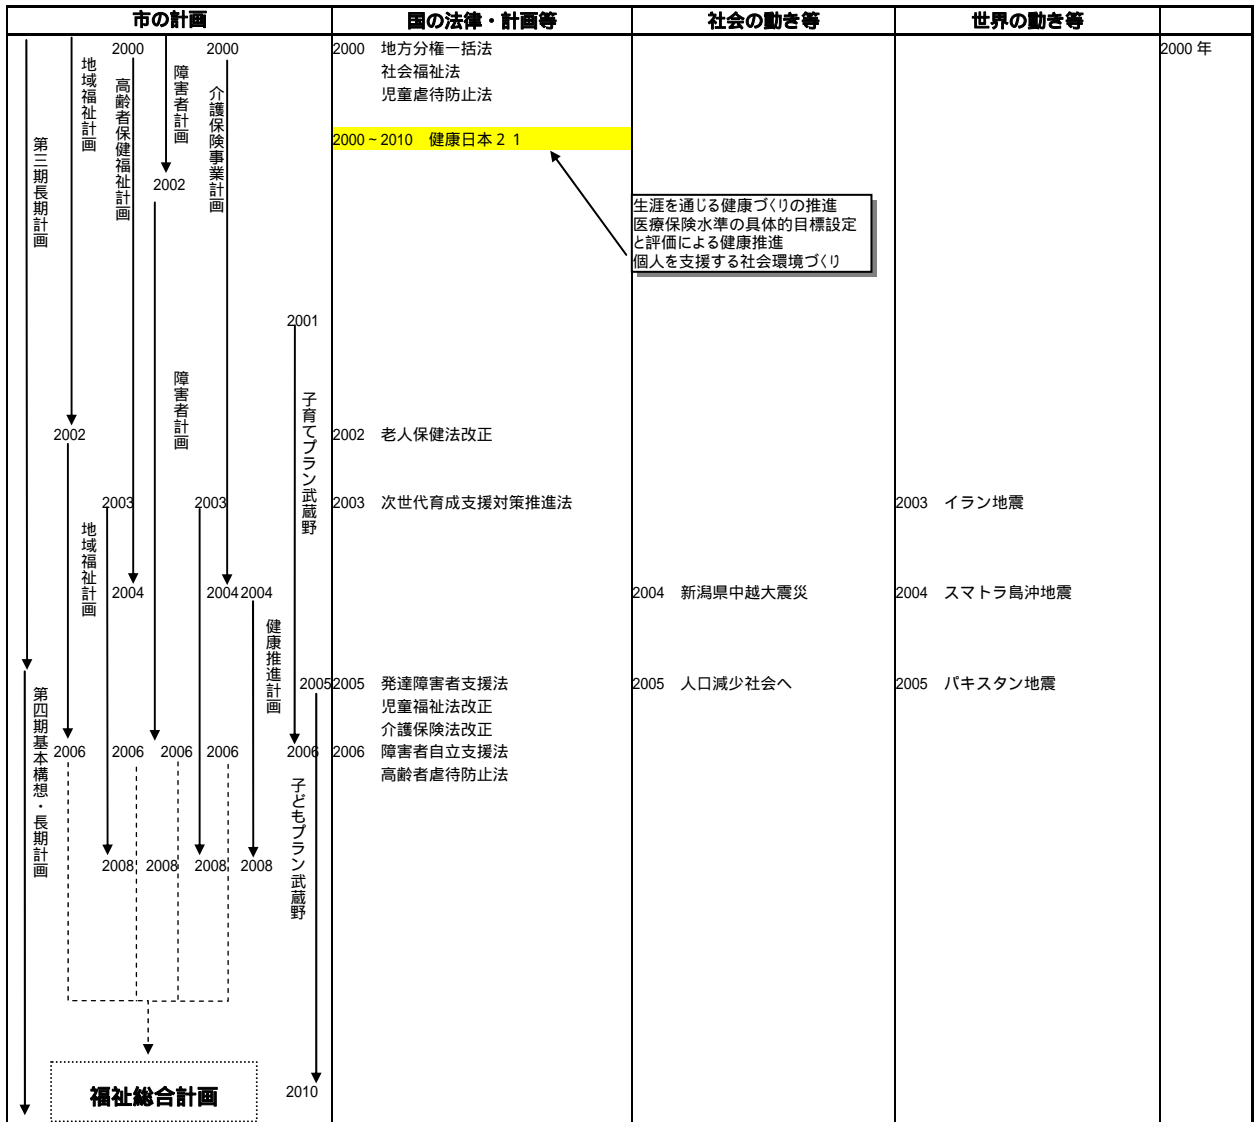 市の計画
国の法律・計画等
社会の動き等
世界の動き等
2000
2000
2000 地方分権一括法
2000 年
社会福祉法
児童虐待防止法
地域福祉計画
高齢者保健福祉計画
障害者計画
介護保険事業計画
第三期長期計画
2000～2010 健康日本２１
2002
生涯を通じる健康づくりの推進
医療保険水準の具体的目標設定
と評価による健康推進
個人を支援する社会環境づくり
2001
障害者計画
子育てプラン武蔵野
2002
2002 老人保健法改正
2003
2003
2003 次世代育成支援対策推進法
2003 イラン地震
地域福祉計画
2004
2004
2004
2004 新潟県中越大震災
2004 スマトラ島沖地震
健康推進計画
2005
2005 発達障害者支援法
2005 人口減少社会へ
2005 パキスタン地震
児童福祉法改正
介護保険法改正
第四期基本構想・長期計画
2006
2006
2006
2006
2006
2006 障害者自立支援法
高齢者虐待防止法
子どもプラン武蔵野
2008
2008
2008
2008
福祉総合計画
2010